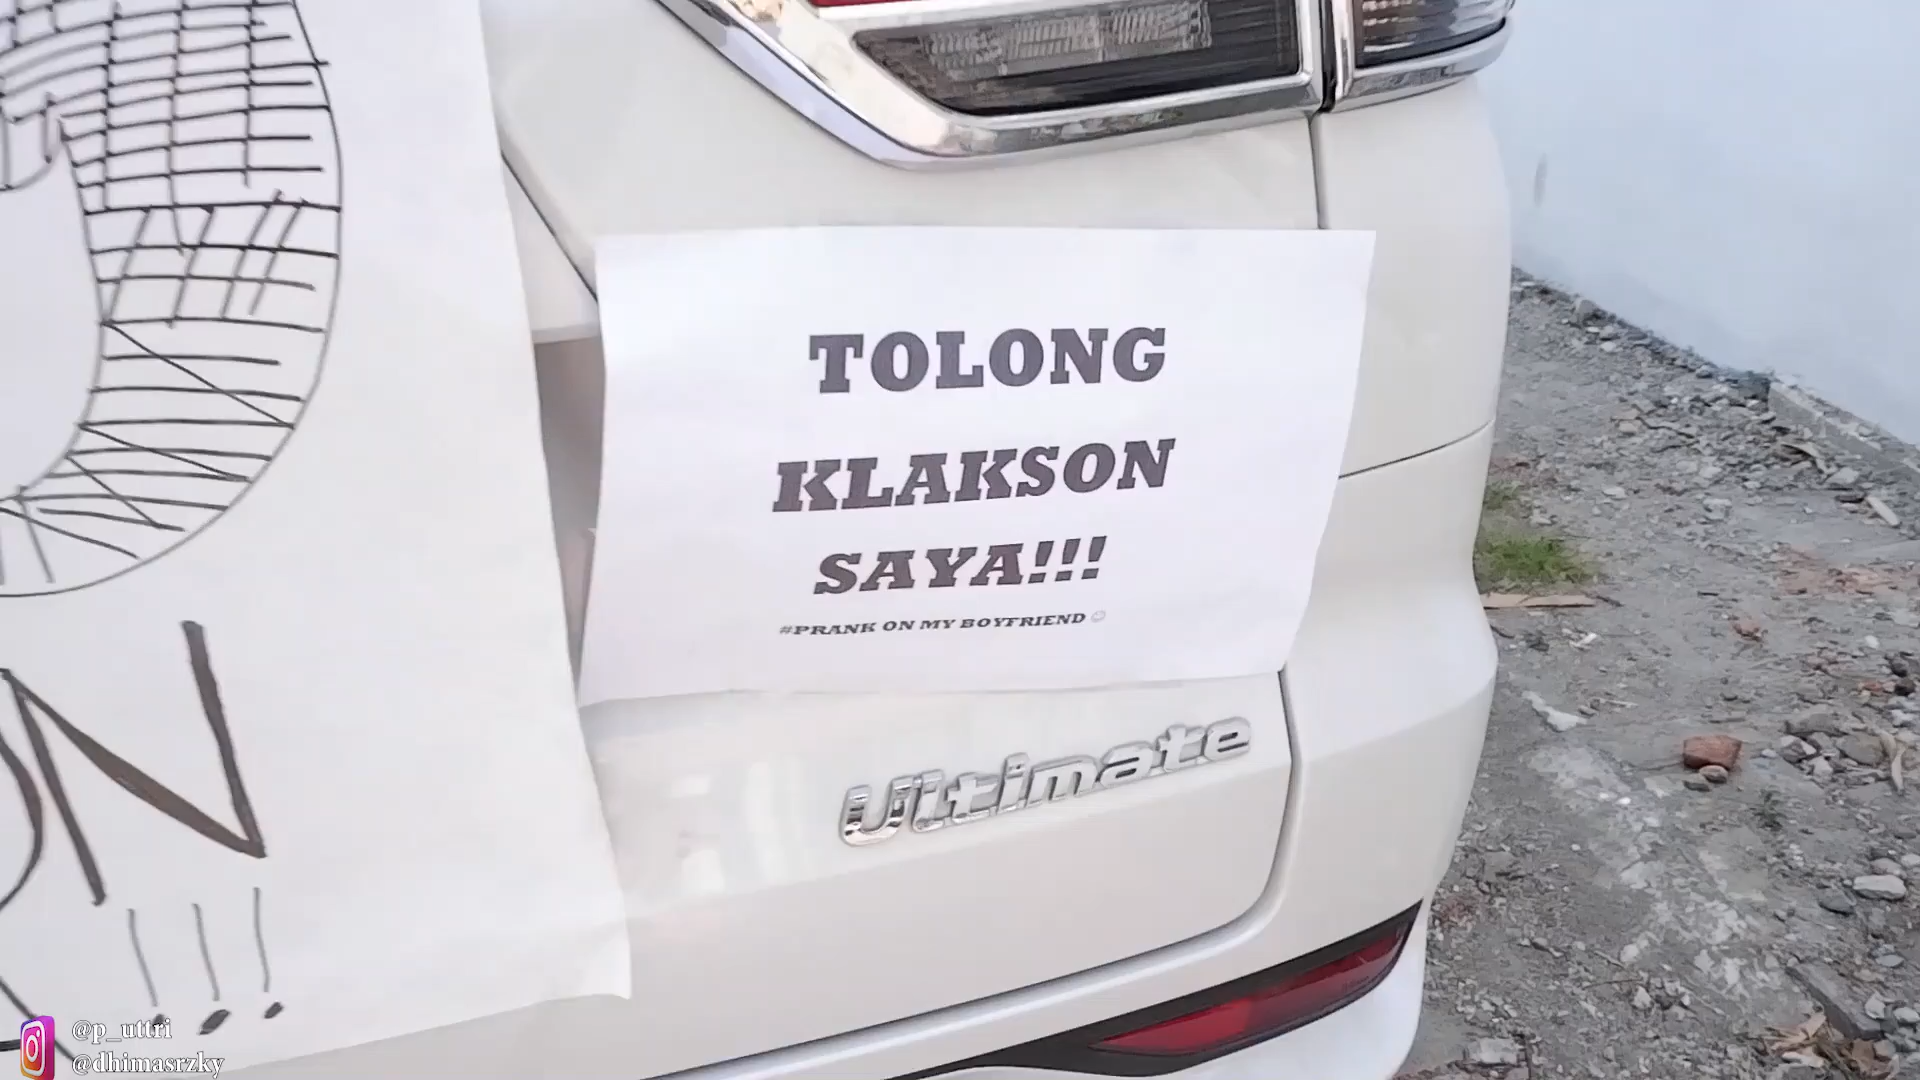 TOLONG
KLAKSON
SAYA!!!
#PRANK ON MY BOYFRIEND ☺
Ultimate
N
!!!
@p_uttri
@dhimasrzky